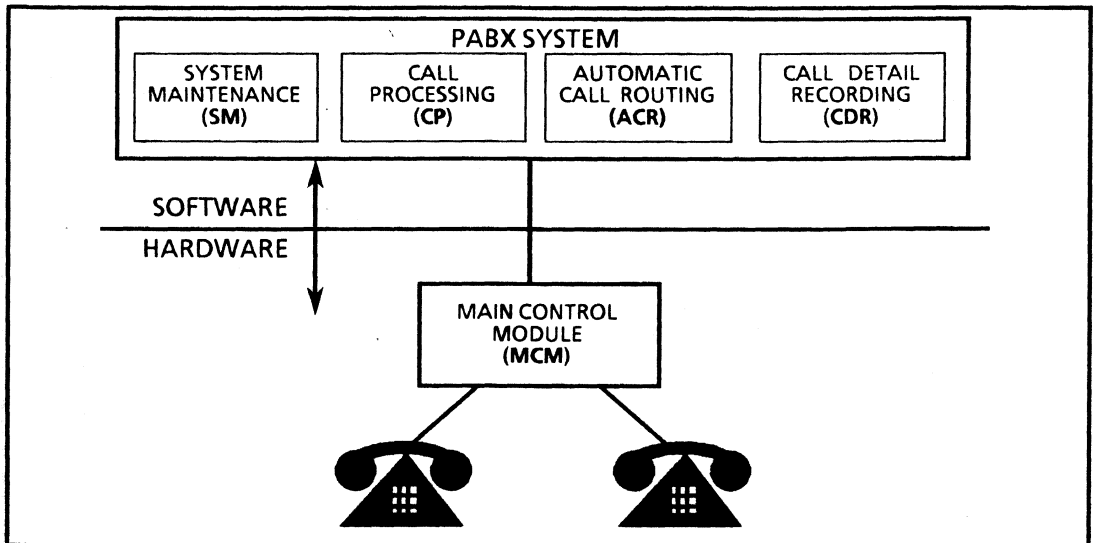 PABX SYSTEM
SYSTEM
MAINTENANCE
(SM)
CALL
PROCESSING
(CP)
AUTOMATIC
CALL ROUTING
(ACR)
CALL DETAIL
RECORDING
(CDR)
SOFTWARE
HARDWARE
MAIN CONTROL
MODULE
(MCM)